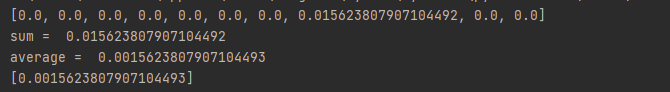 [0.0, 0.0, 0.0, 0.0, 0.0, 0.0, 0.0, 0.015623807907104492, 0.0, 0.0]
sum =  0.015623807907104492
average =  0.0015623807907104493
[0.0015623807907104493]